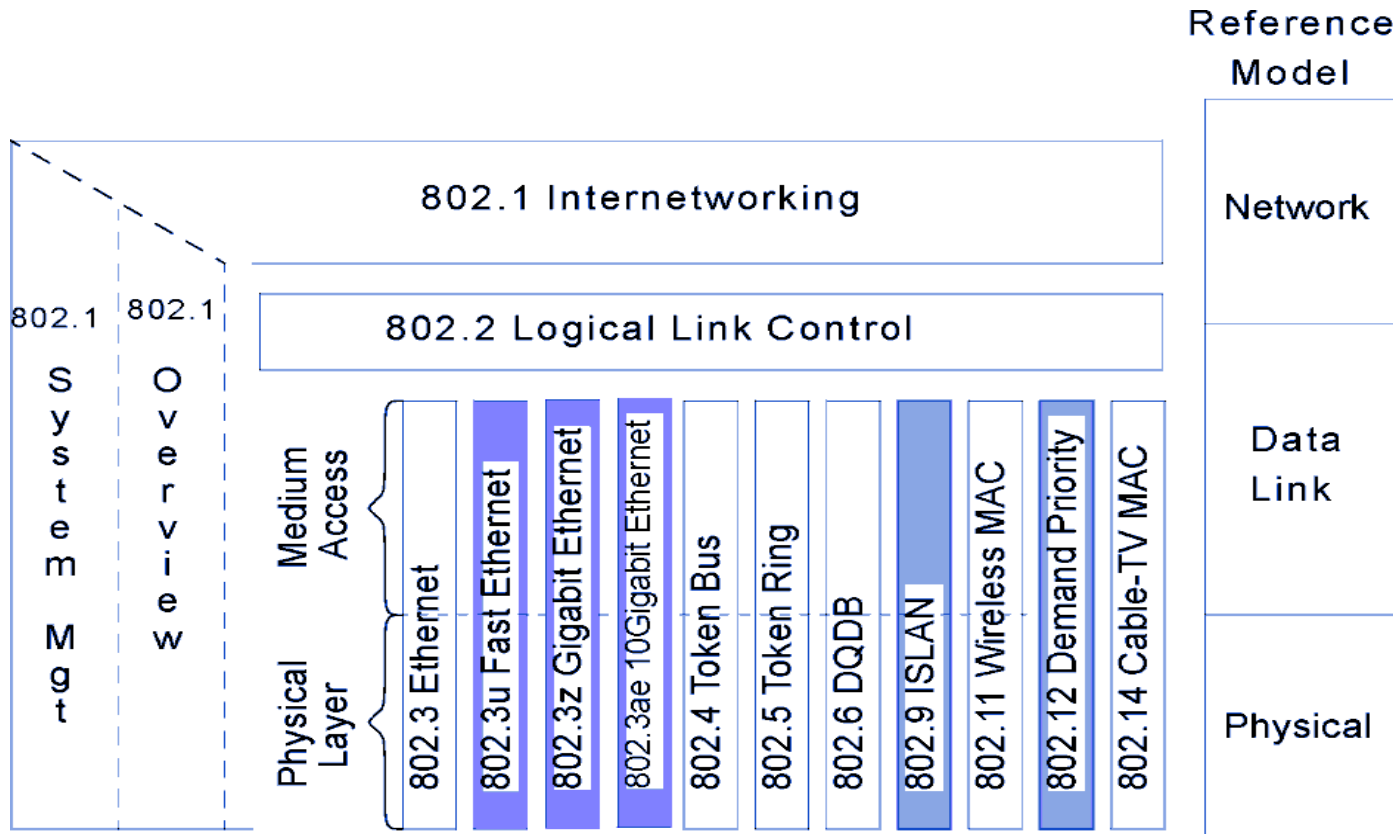 Reference
Model
802.1 Internetworking
Network
802.1
802.1
802.2 Logical Link Control
System Mgt
Overview
Medium
Access
Data
Link
Physical
Layer
802.3 Ethernet
802.3u Fast Ethernet
802.3z Gigabit Ethernet
802.3ae 10Gigabit Ethernet
802.4 Token Bus
802.5 Token Ring
802.6 DQDB
802.9 ISLAN
802.11 Wireless MAC
802.12 Demand Priority
802.14 Cable-TV MAC
Physical